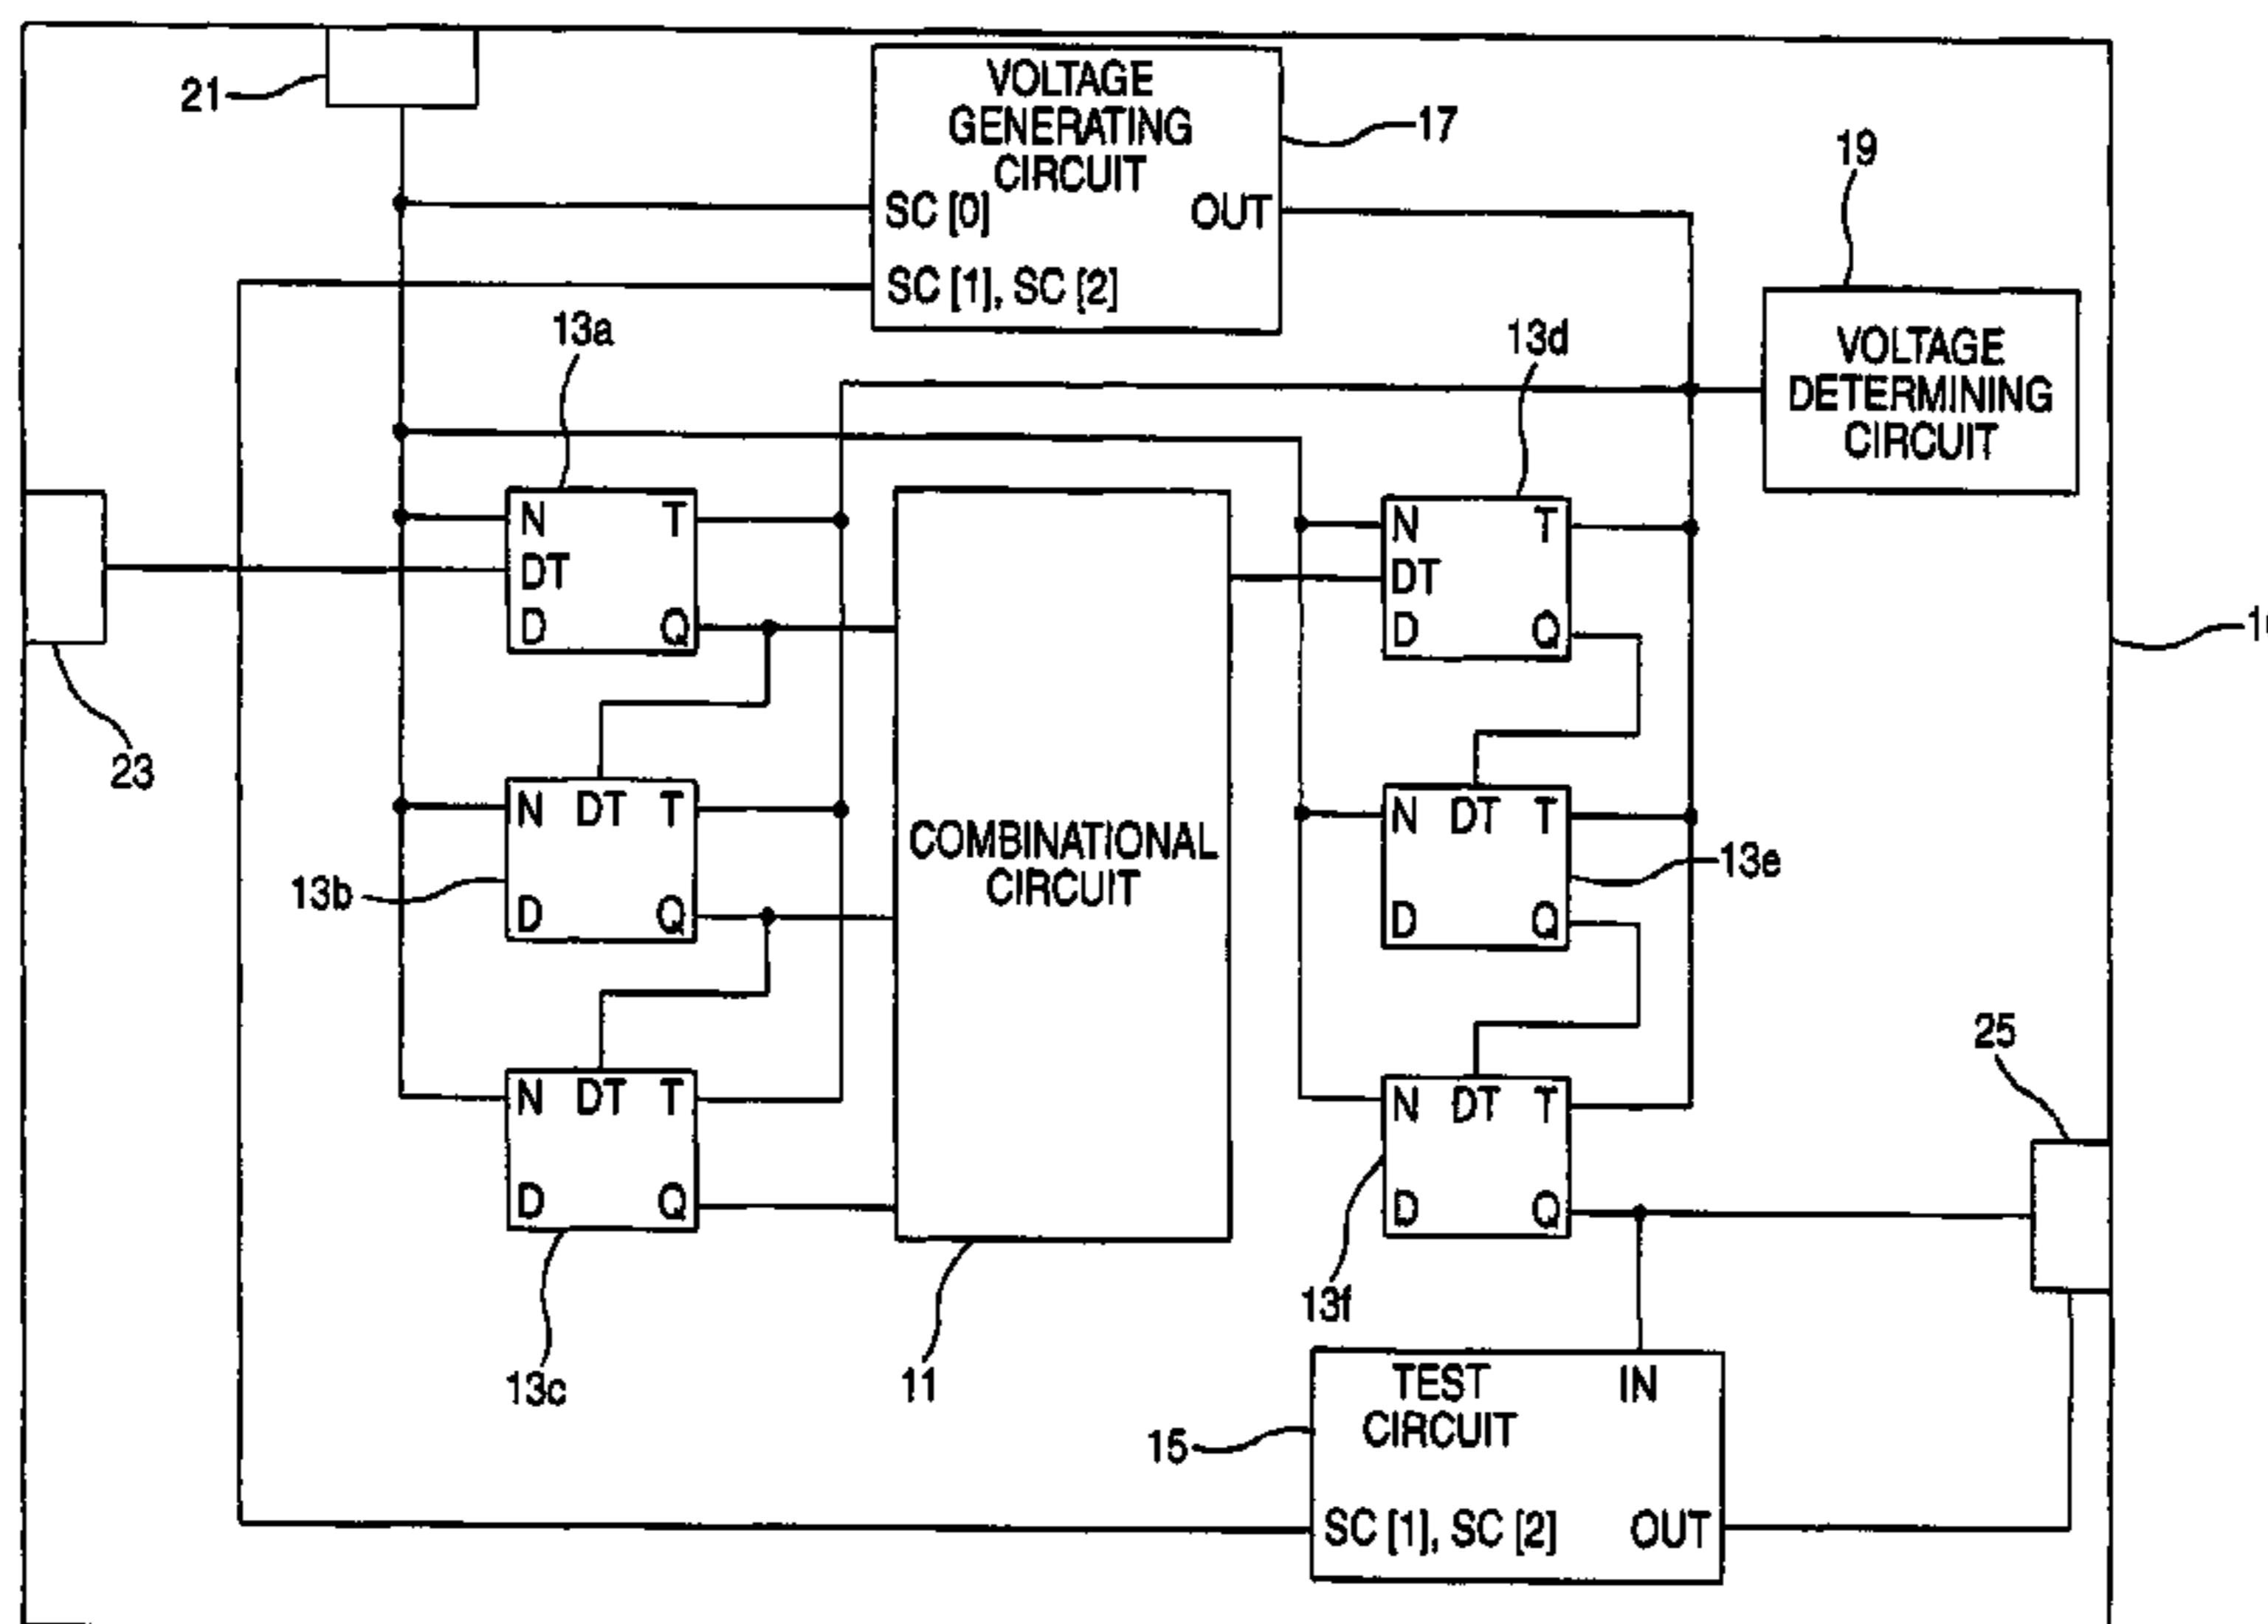 21
VOLTAGE
GENERATING
CIRCUIT
SC [0] OUT
SC [1], SC [2]
17
19
VOLTAGE
DETERMINING
CIRCUIT
13a
N T
DT
D Q
13d
N T
DT
D Q
23
13b
N DT T
D Q
COMBINATIONAL
CIRCUIT
N DT T
D Q
13e
N DT T
D Q
13c
11
N DT T
D Q
13f
25
TEST IN
CIRCUIT
15
SC [1], SC [2] OUT